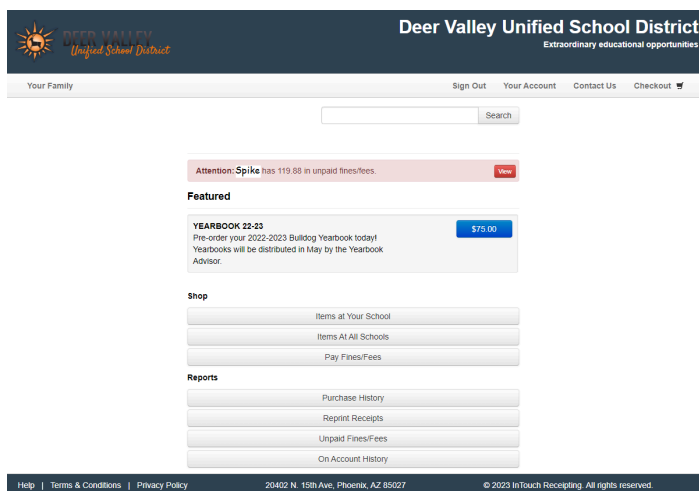 DEER VALLEY
Unified School District
Deer Valley Unified School District
Extraordinary educational opportunities
Your Family
Sign Out
Your Account
Contact Us
Checkout
Search
Attention: Spike has 119.88 in unpaid fines/fees.
View
Featured
YEARBOOK 22-23
$75.00
Pre-order your 2022-2023 Bulldog Yearbook today!
Yearbooks will be distributed in May by the Yearbook
Advisor.
Shop
Items at Your School
Items At All Schools
Pay Fines/Fees
Reports
Purchase History
Reprint Receipts
Unpaid Fines/Fees
On Account History
Help | Terms & Conditions | Privacy Policy
20402 N. 15th Ave, Phoenix, AZ 85027
© 2023 InTouch Receipting. All rights reserved.